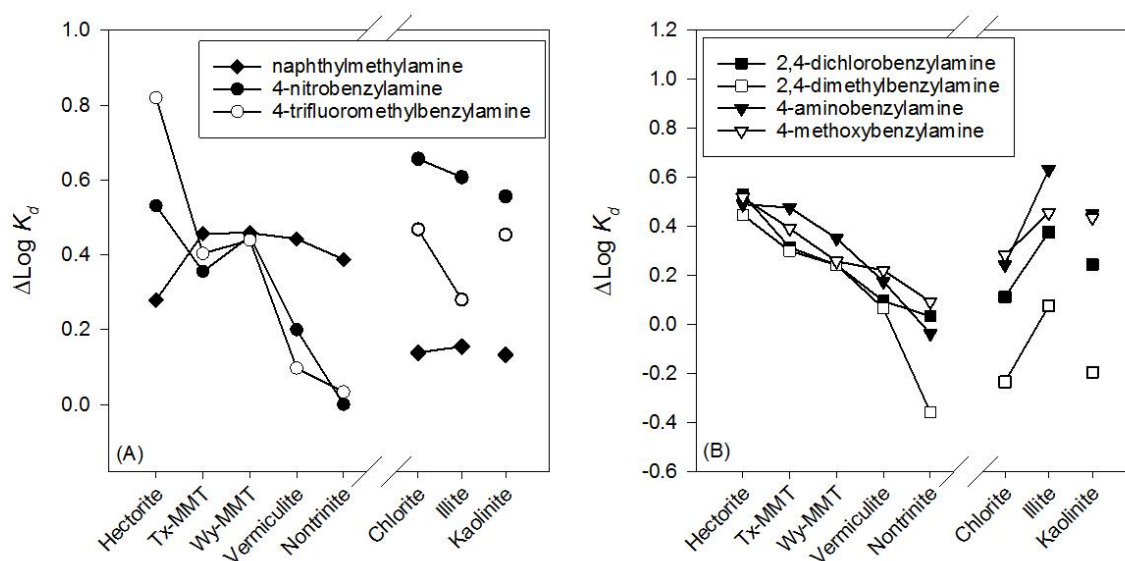 1.0
0.8
0.6
0.4
0.2
0.0
ΔLog K_d
naphthylmethylamine
4-nitrobenzylamine
4-trifluoromethylbenzylamine
(A)
Hectorite
Tx-MMT
Wy-MMT
Vermiculite
Nontrinite
Chlorite
Illite
Kaolinite
1.2
1.0
0.8
0.6
0.4
0.2
0.0
-0.2
-0.4
-0.6
ΔLog K_d
2,4-dichlorobenzylamine
2,4-dimethylbenzylamine
4-aminobenzylamine
4-methoxybenzylamine
(B)
Hectorite
Tx-MMT
Wy-MMT
Vermiculite
Nontrinite
Chlorite
Illite
Kaolinite